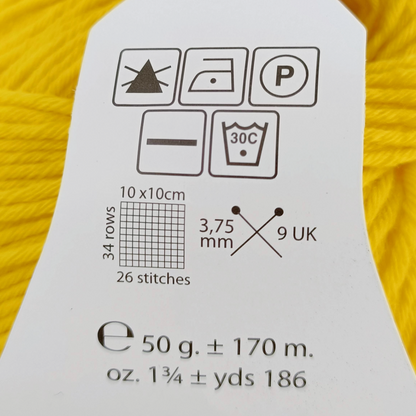 P
30C
10 x10cm
34 rows
26 stitches
3,75
mm
9 UK
℮ 50 g. ± 170 m.
oz. 1¾ ± yds 186